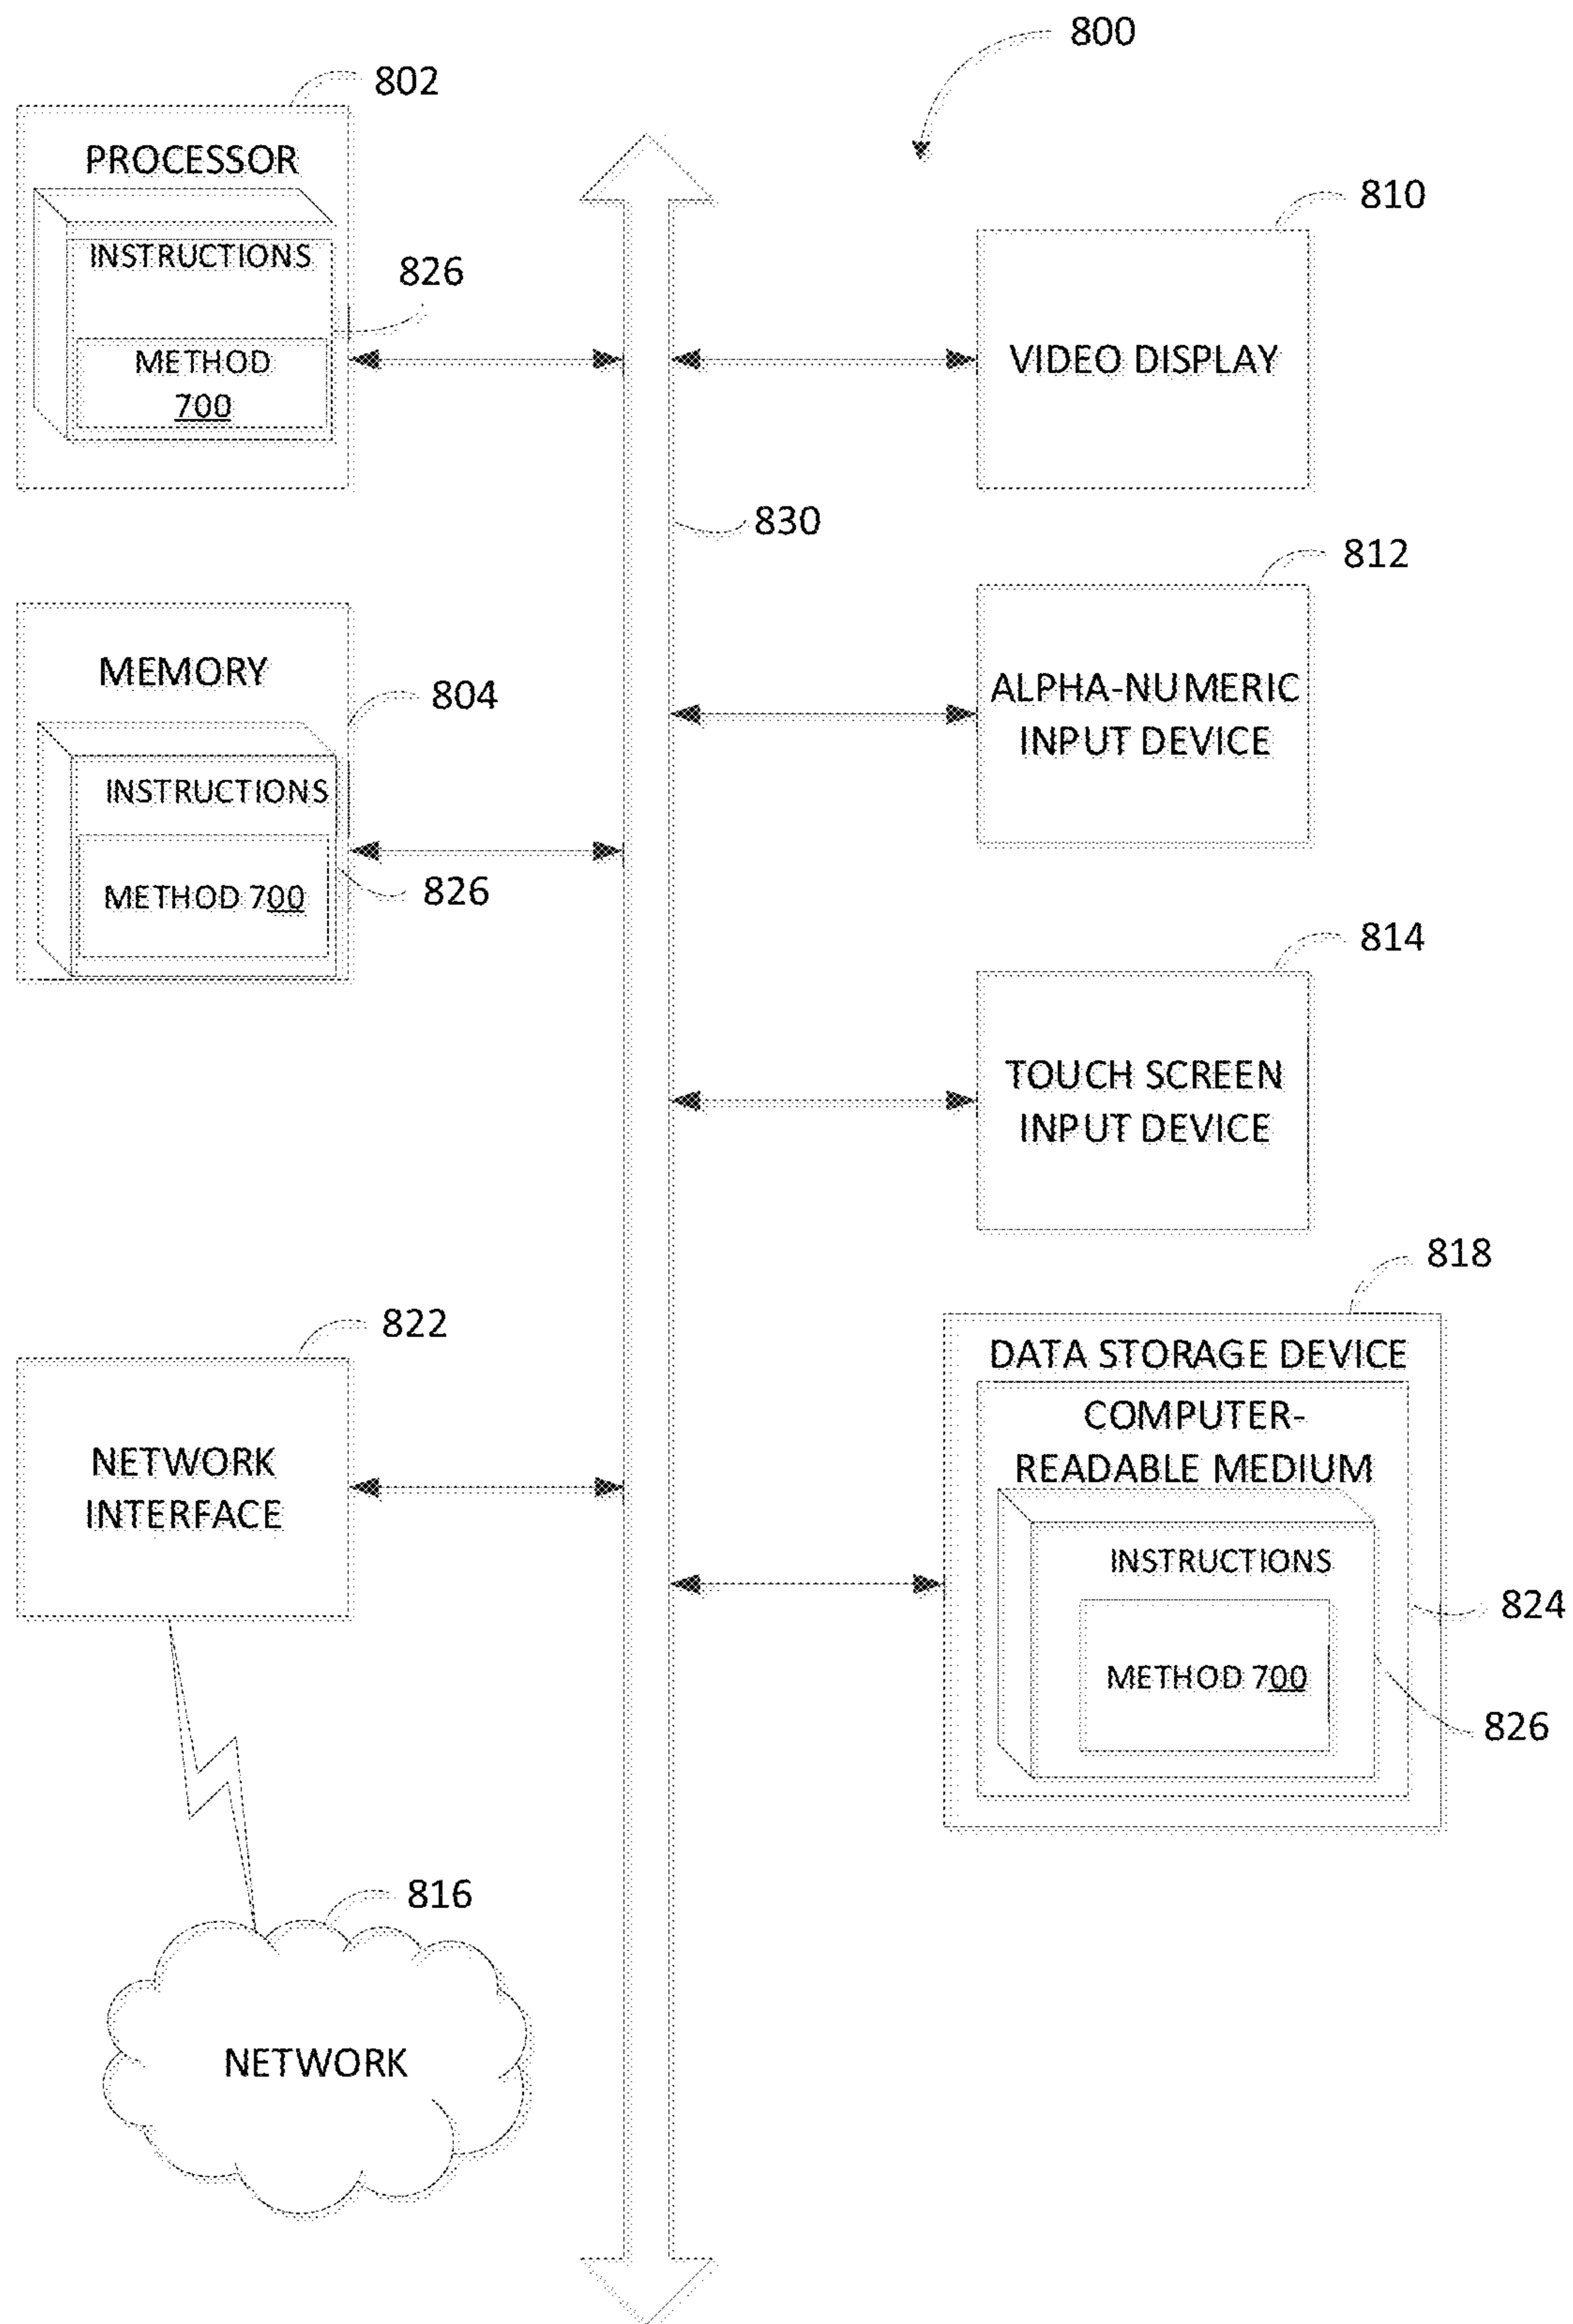 800
802
PROCESSOR
INSTRUCTIONS
826
METHOD
700
810
VIDEO DISPLAY
830
812
ALPHA-NUMERIC
INPUT DEVICE
MEMORY
804
INSTRUCTIONS
METHOD 700
826
814
TOUCH SCREEN
INPUT DEVICE
822
NETWORK
INTERFACE
818
DATA STORAGE DEVICE
COMPUTER-
READABLE MEDIUM
INSTRUCTIONS
824
METHOD 700
826
816
NETWORK